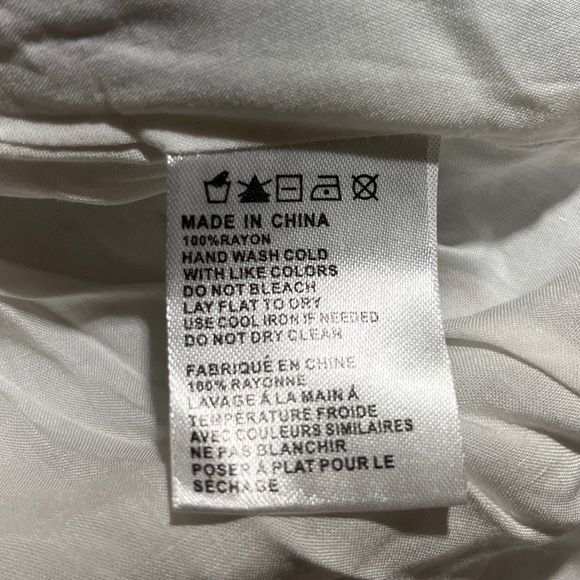 MADE IN CHINA
100%RAYON
HAND WASH COLD
WITH LIKE COLORS
DO NOT BLEACH
LAY FLAT TO DRY
USE COOL IRON IF NEEDED
DO NOT DRY CLEAR
FABRIQUÉ EN CHINE
100% RAYONNE
LAVAGE À LA MAIN À
TEMPÉRATURE FROIDE
AVEC COULEURS SIMILAIRES
NE PAS BLANCHIR
POSER À PLAT POUR LE
SÉCHAGE